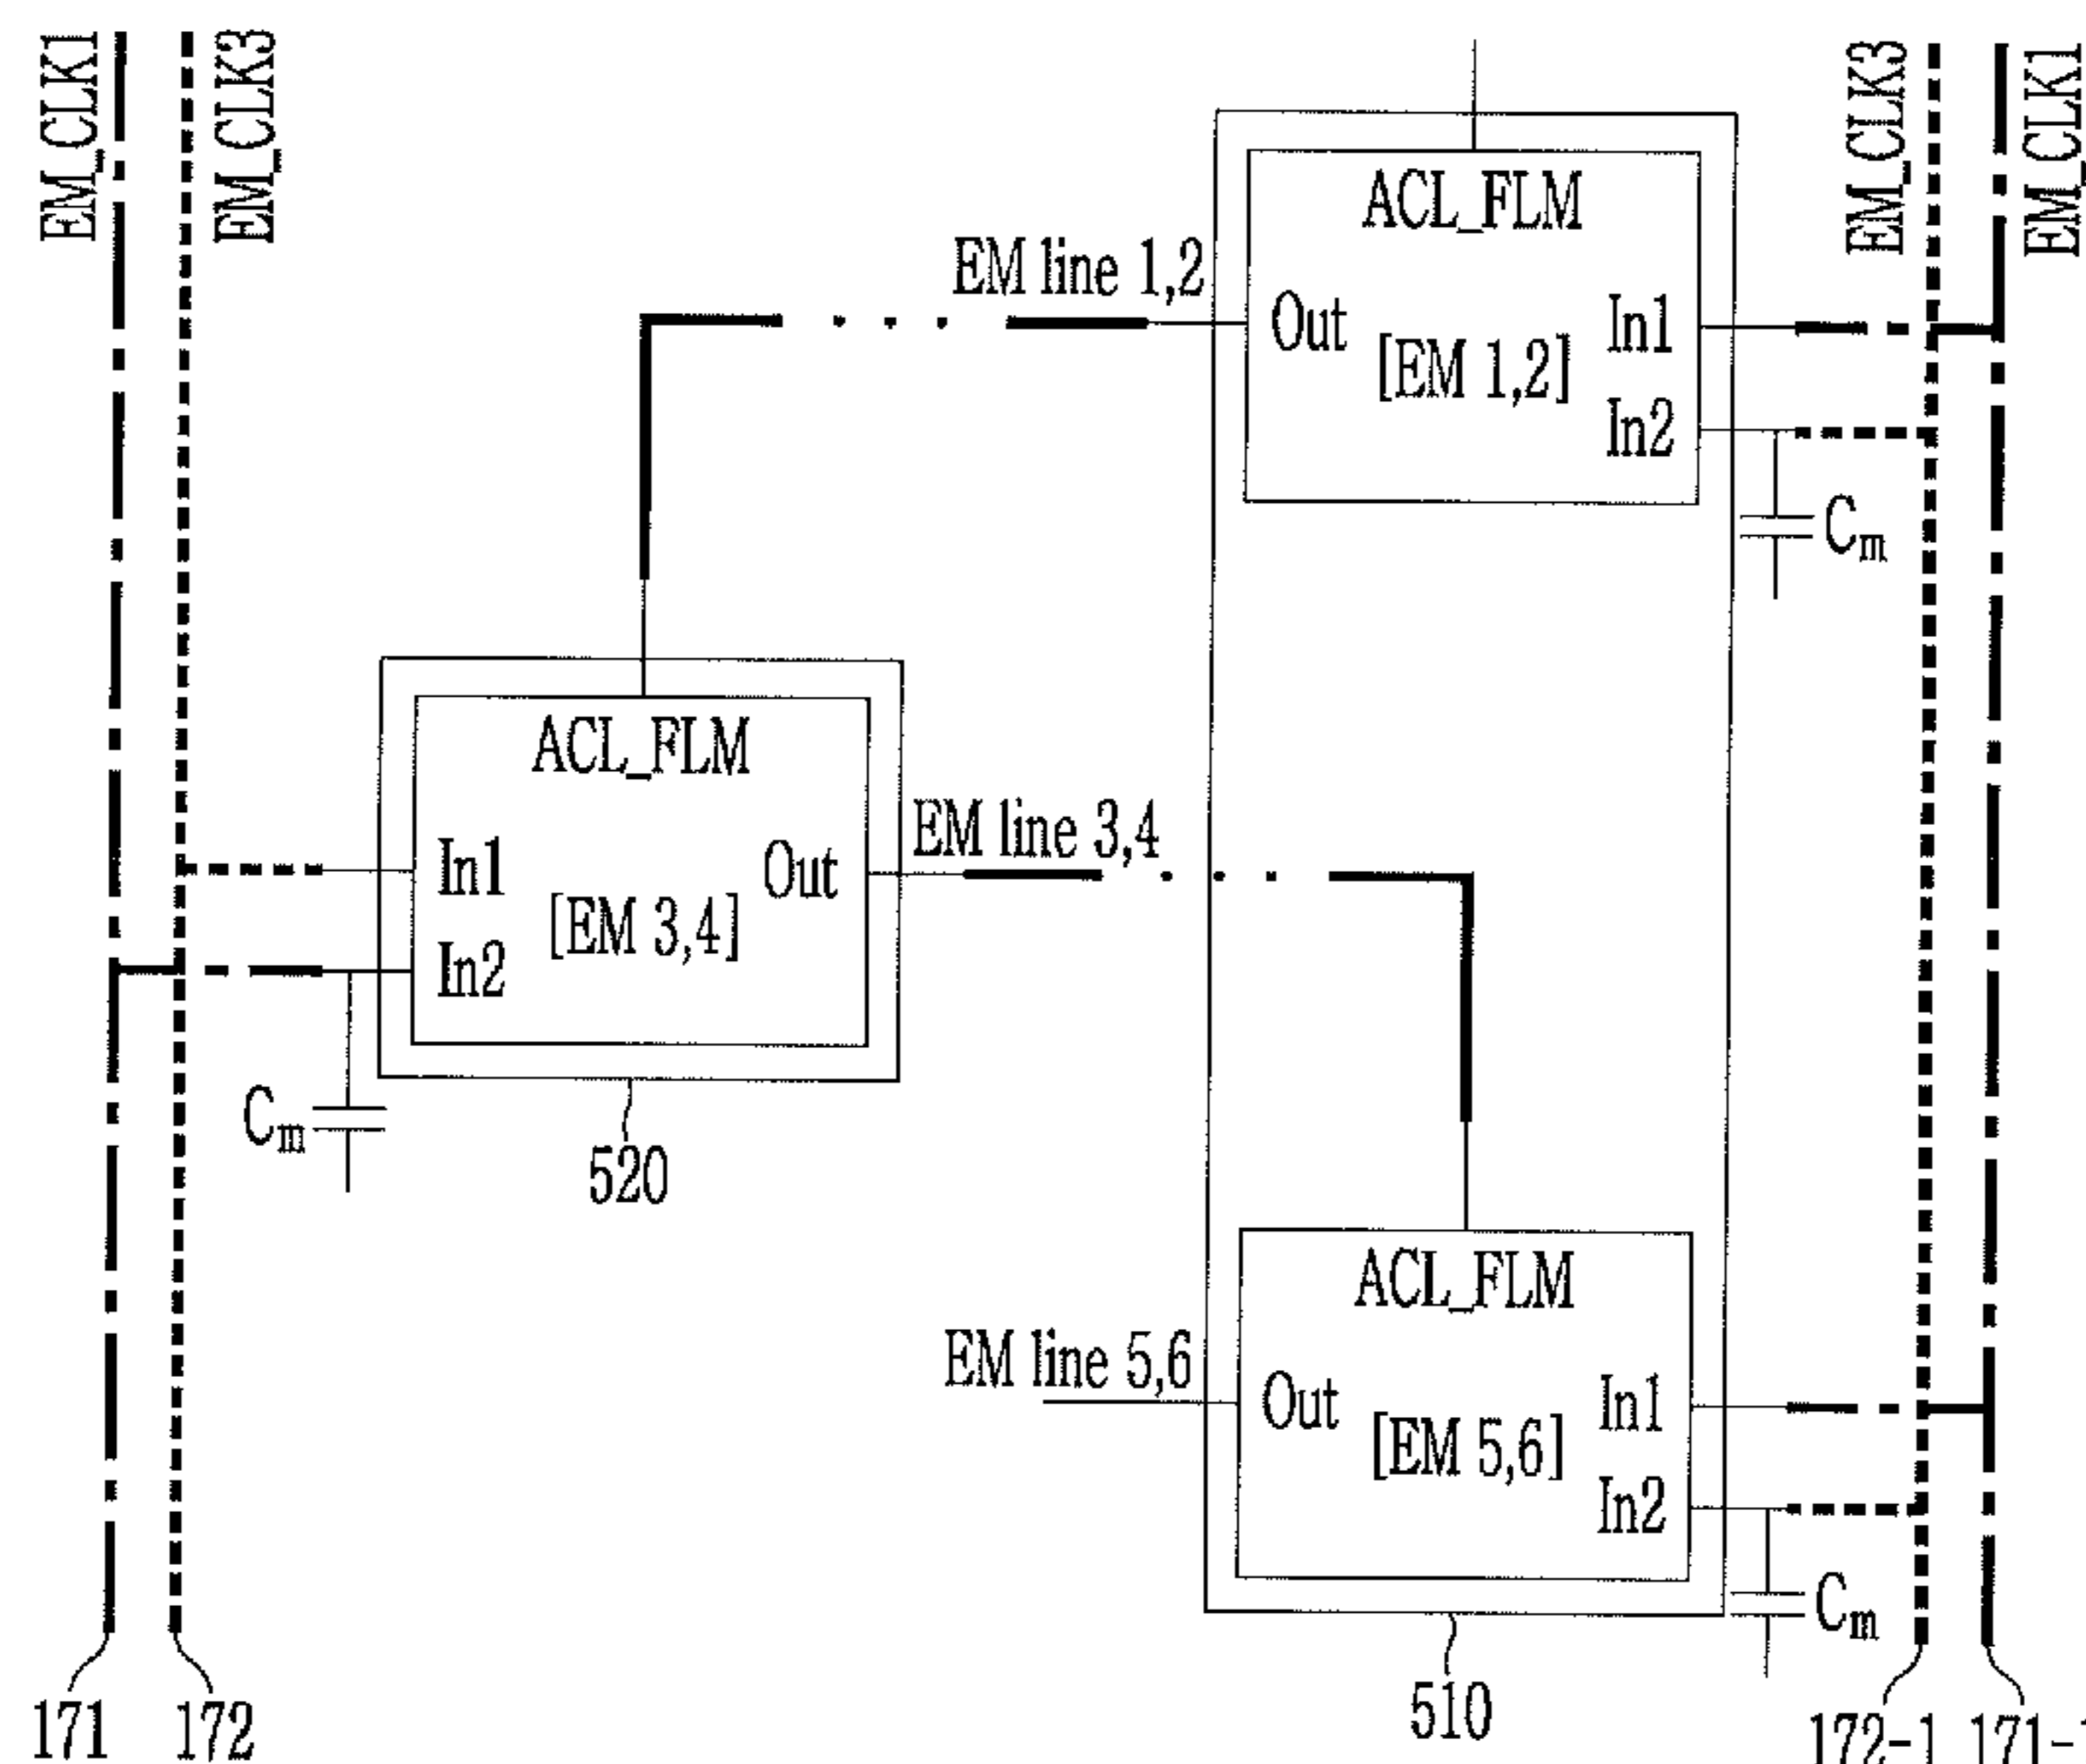 EM_CLK1
EM_CLK3
EM_CLK3
EM_CLK1
ACL_FLM
EM line 1,2
Out
In1
[EM 1,2]
In2
Cm
ACL_FLM
EM line 3,4
In1
Out
[EM 3,4]
In2
Cm
520
ACL_FLM
EM line 5,6
Out
In1
[EM 5,6]
In2
Cm
510
171
172
172-1
171-1